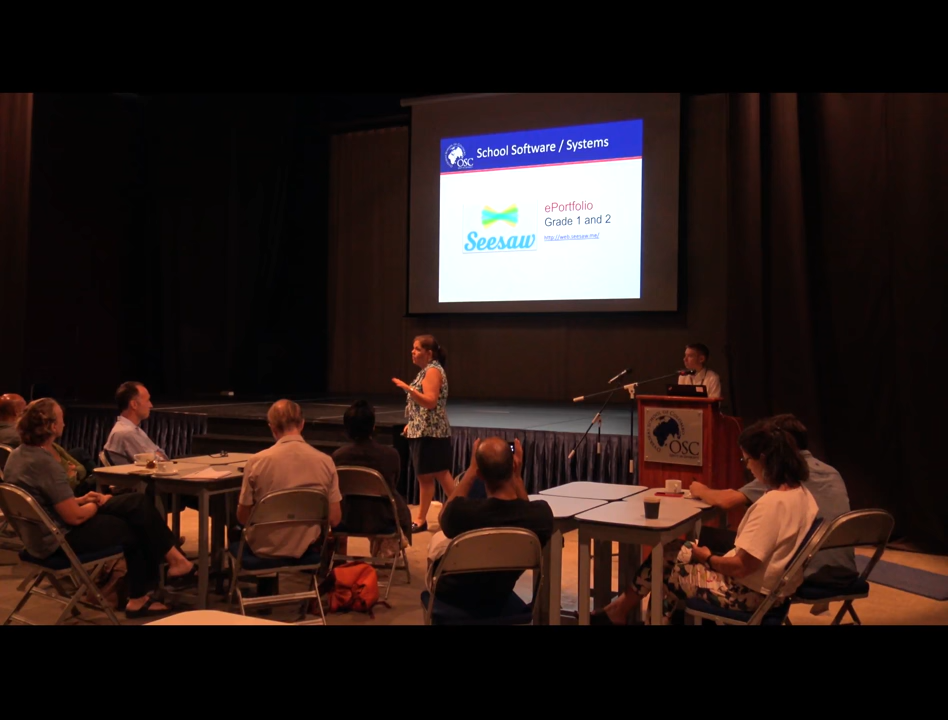 School Software / Systems
OSC
Seesaw
ePortfolio
Grade 1 and 2
http://web.seesaw.me/
OSC